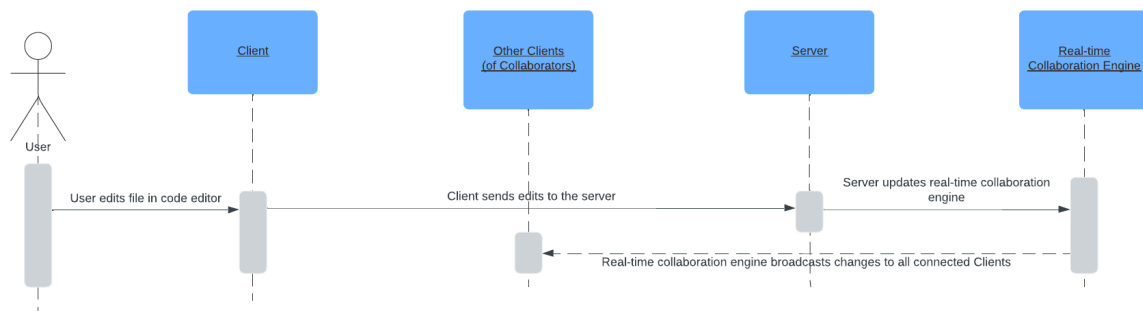 Client
Other Clients
(of Collaborators)
Server
Real-time
Collaboration Engine
User
User edits file in code editor
Client sends edits to the server
Server updates real-time collaboration
engine
Real-time collaboration engine broadcasts changes to all connected Clients